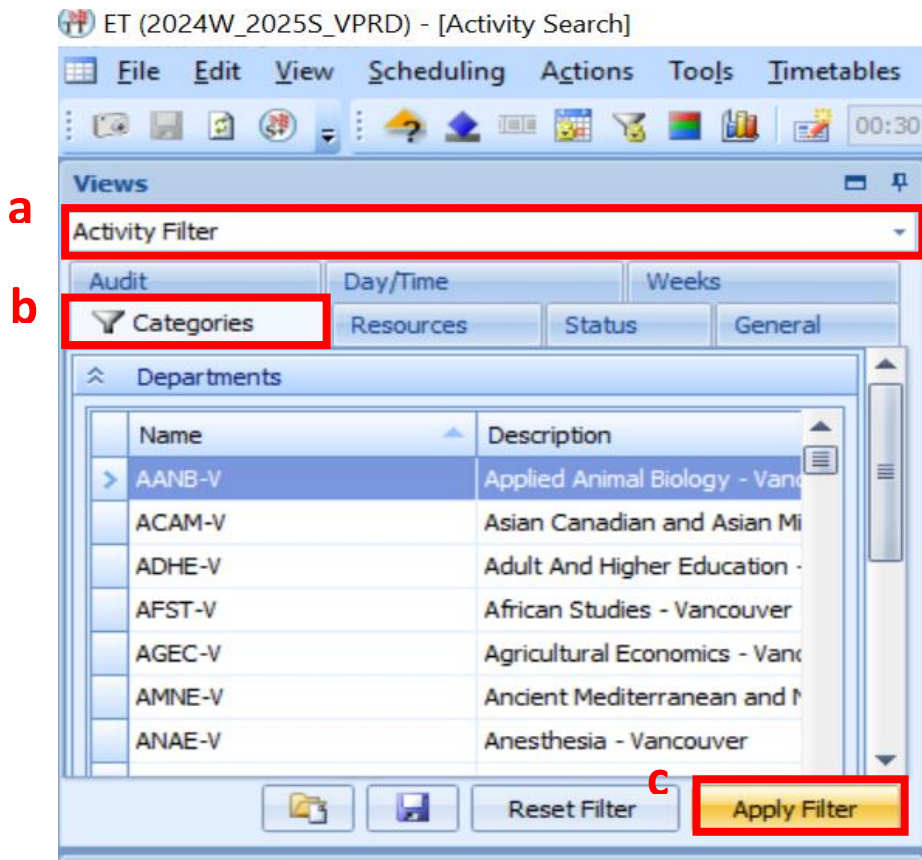 ET (2024W_2025S_VPRD) - [Activity Search]
File Edit View Scheduling Actions Tools Timetables
00:30
Views
a
Activity Filter
Audit Day/Time Weeks
b
Categories Resources Status General
Departments
Name Description
AANB-V Applied Animal Biology -
ACAM-V Asian Canadian and Asian
ADHE-V Adult And Higher Education -
AFST-V African Studies - Vancouver
AGEC-V Agricultural Economics -
AMNE-V Ancient Mediterranean and
ANAE-V Anesthesia - Vancouver
c
Reset Filter Apply Filter